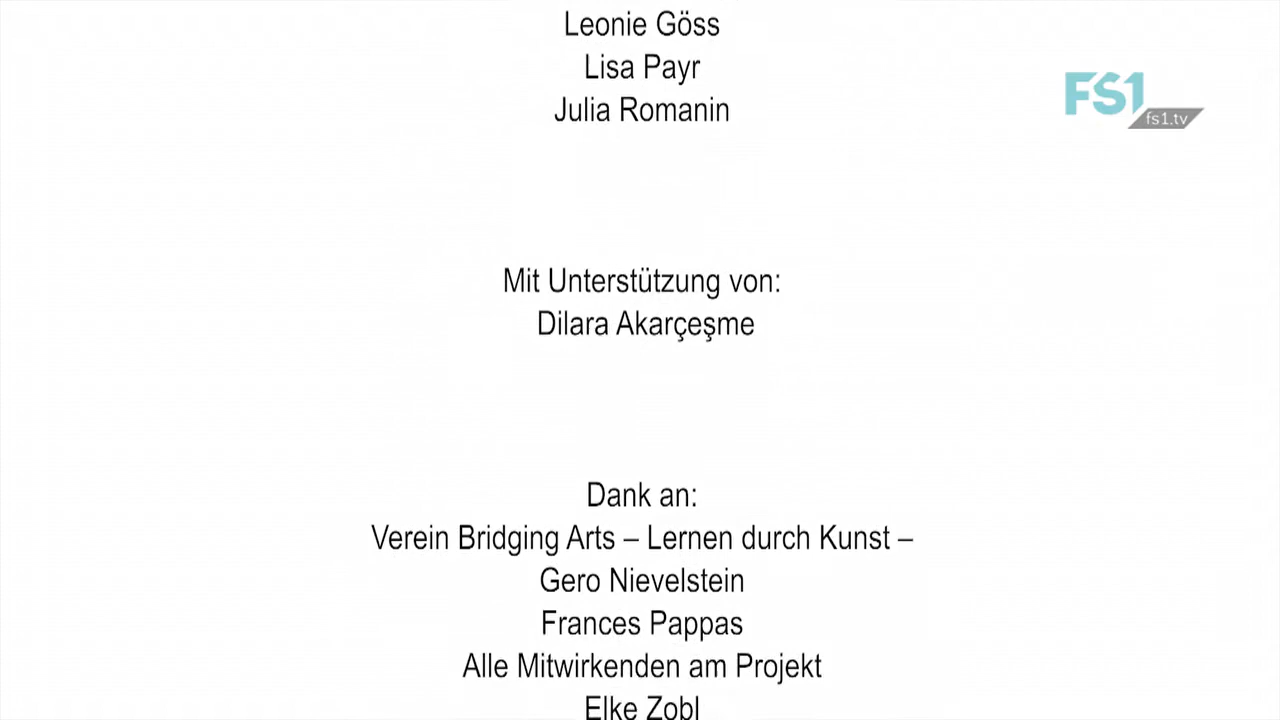 Leonie Göss
Lisa Payr
Julia Romanin
FS1
fs1.tv
Mit Unterstützung von:
Dilara Akarçeşme
Dank an:
Verein Bridging Arts – Lernen durch Kunst –
Gero Nievelstein
Frances Pappas
Alle Mitwirkenden am Projekt
Elke Zobl